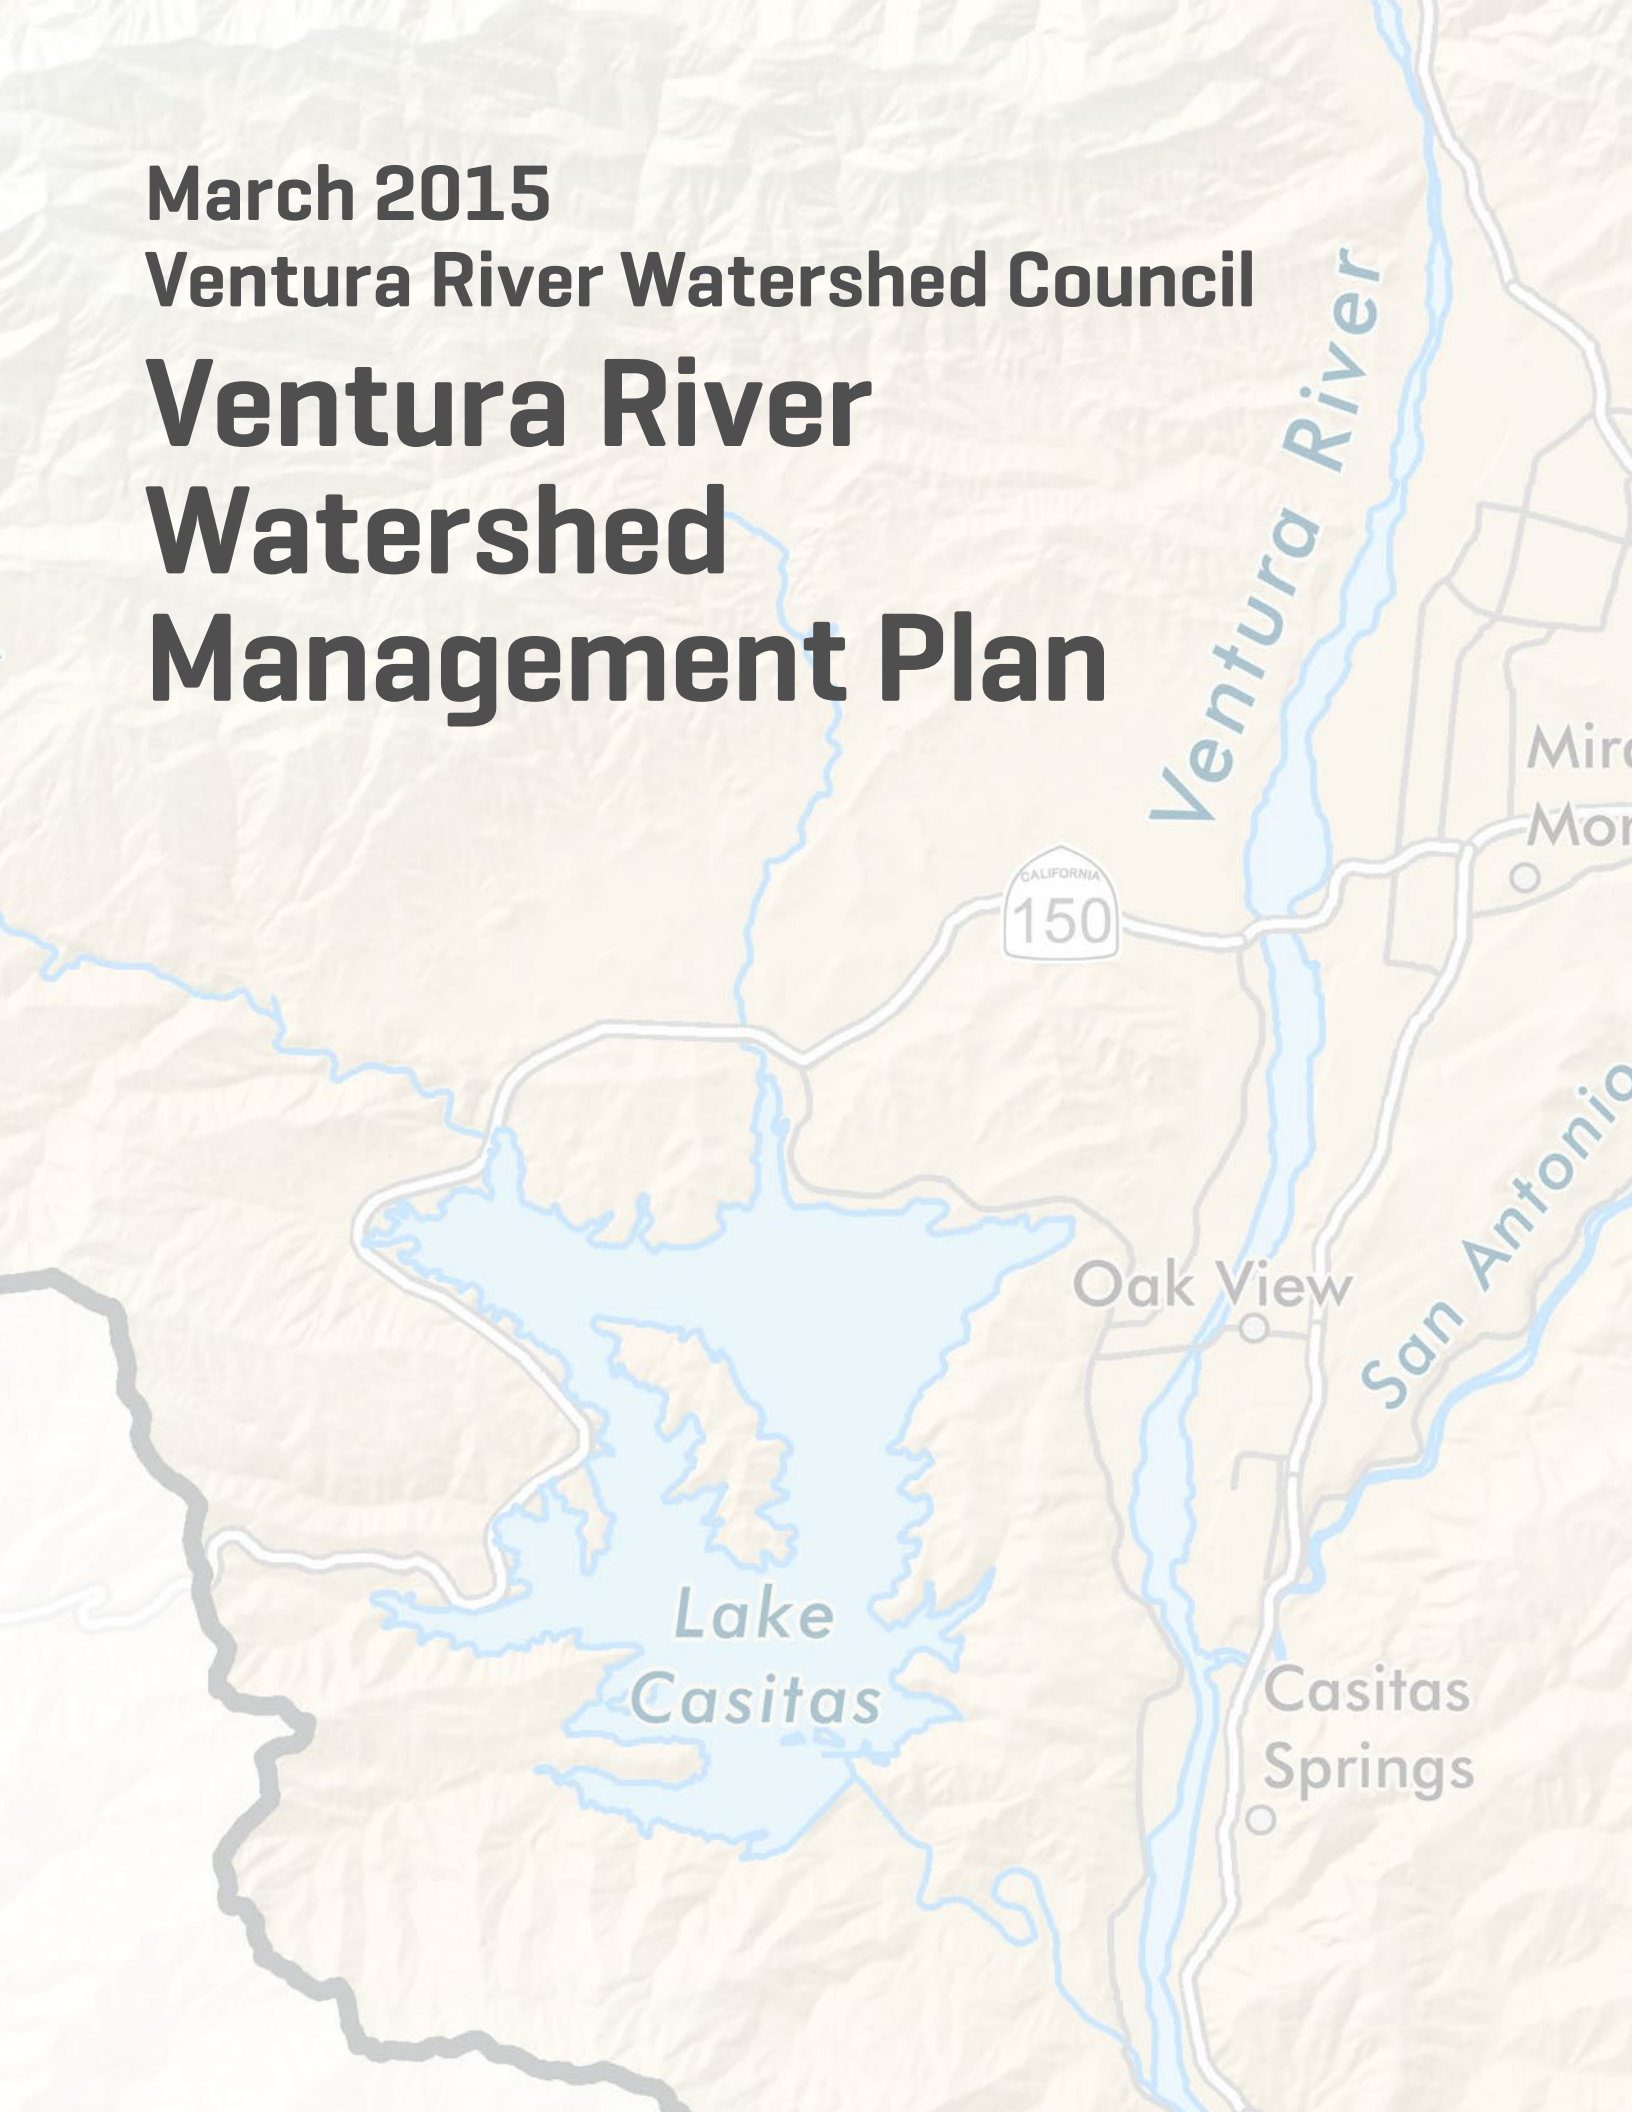 March 2015
Ventura River Watershed Council
Ventura River
Watershed
Management Plan
Ventura River
CALIFORNIA
150
Oak View
San Antonio
Lake
Casitas
Casitas
Springs